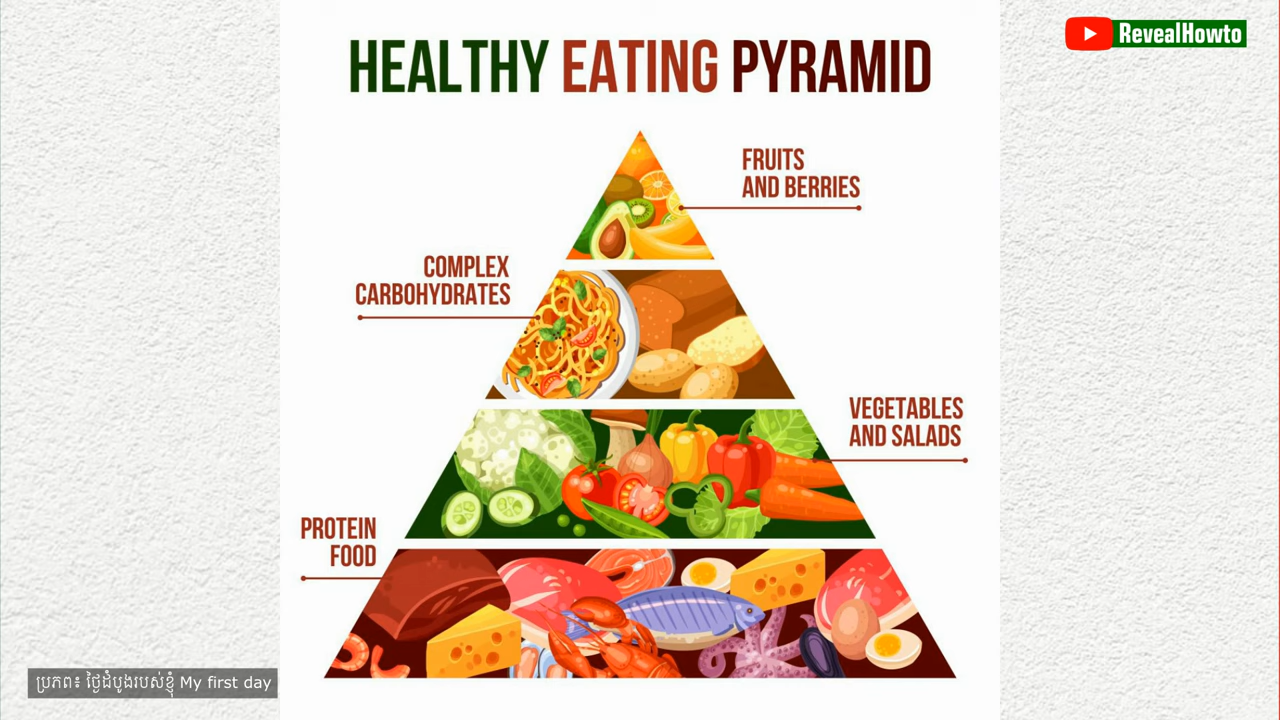 RevealHowto
HEALTHY EATING PYRAMID
FRUITS
AND BERRIES
COMPLEX
CARBOHYDRATES
VEGETABLES
AND SALADS
PROTEIN
FOOD
ប្រភព៖ ថ្ងៃដំបូងរបស់ខ្ញុំ My first day